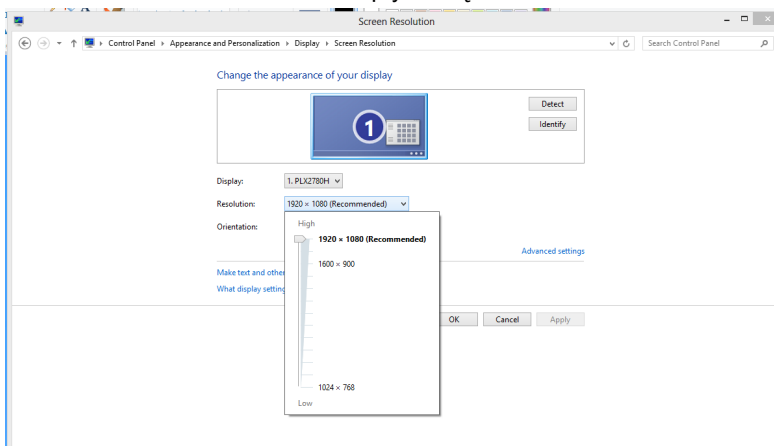 Screen Resolution
Control Panel Appearance and Personalization Display Screen Resolution
Search Control Panel
Change the appearance of your display
1
Detect
Identify
Display: 1. PLX2780H
Resolution: 1920 × 1080 (Recommended)
Orientation:
High
1920 × 1080 (Recommended)
1600 × 900
1024 × 768
Low
Advanced settings
Make text and other
What display setting
OK Cancel Apply